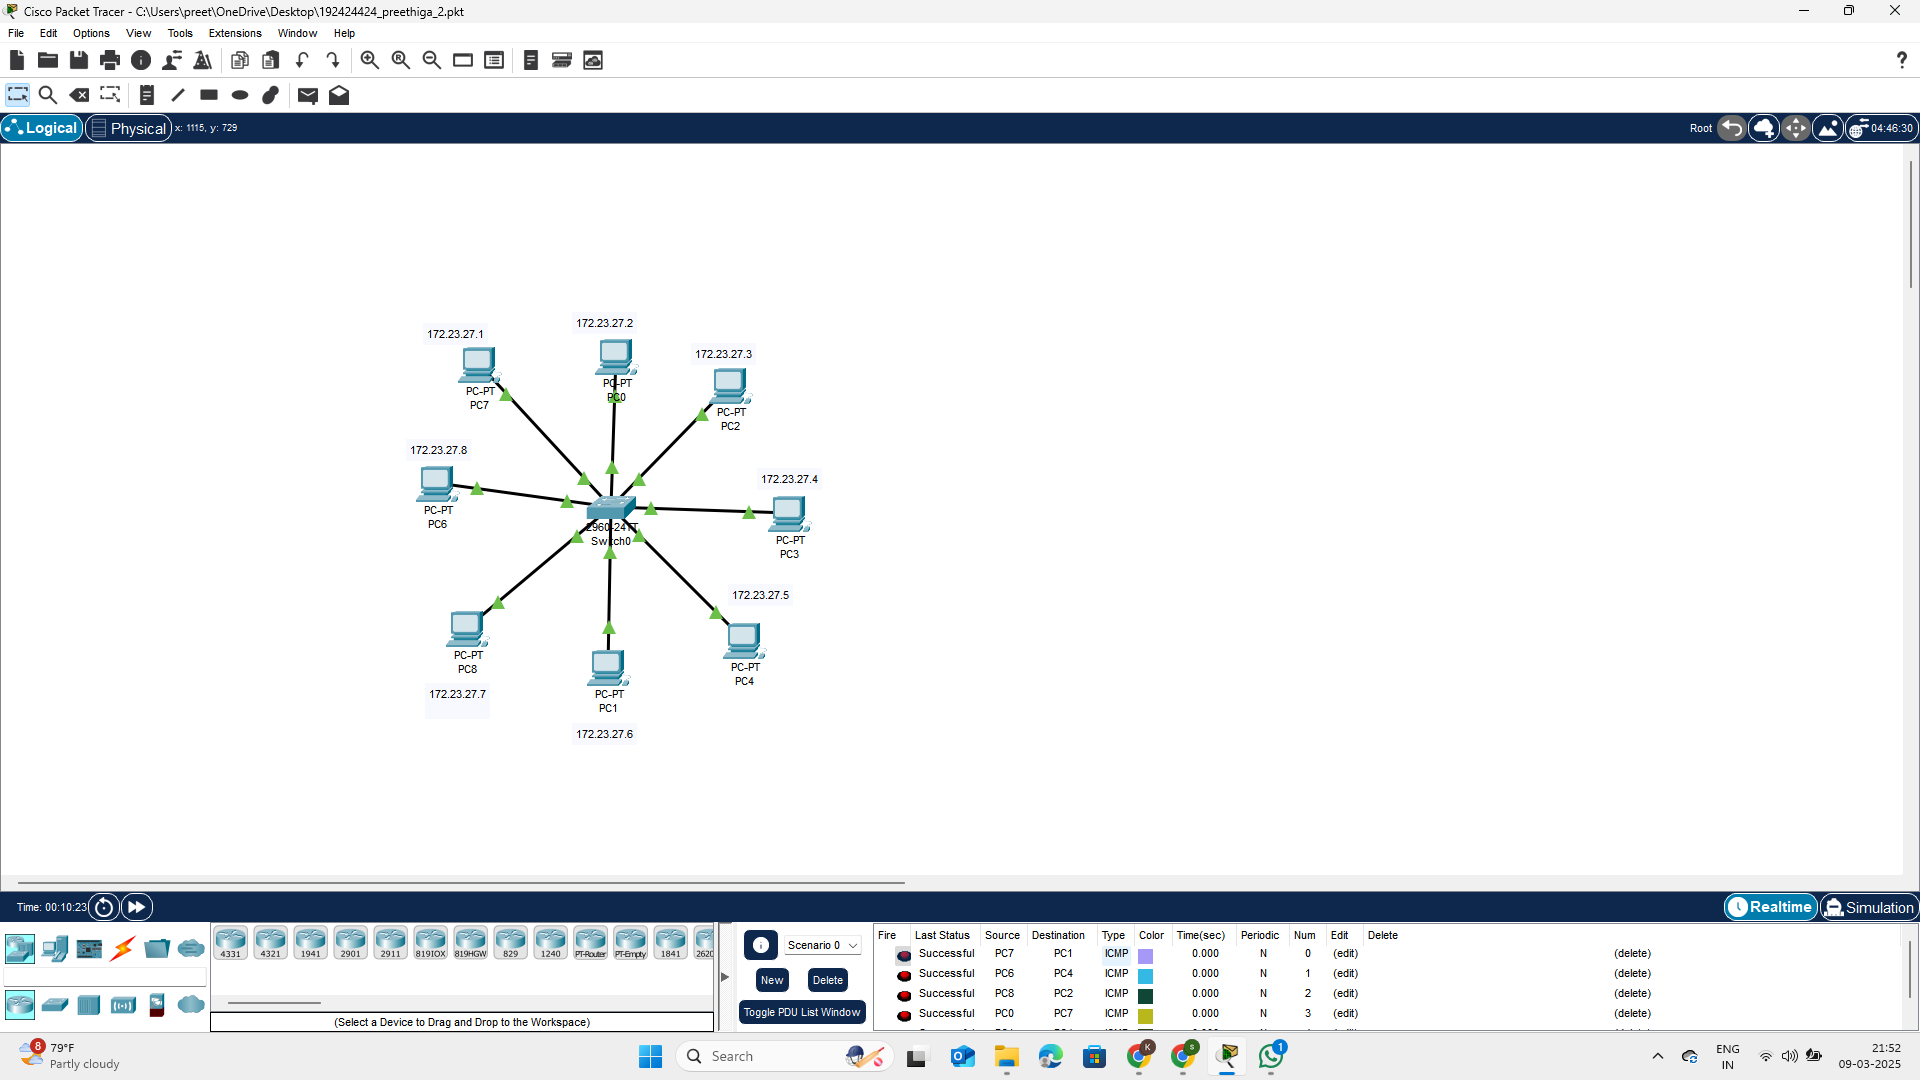 Cisco Packet Tracer - C:\Users\preet\OneDrive\Desktop\192424424_preethiga_2.pkt
File Edit Options View Tools Extensions Window Help
?
Logical Physical x: 1115, y: 729 Root 04:46:30
172.23.27.1
PC-PT
PC7
172.23.27.2
PC-PT
PC0
172.23.27.3
PC-PT
PC2
172.23.27.8
PC-PT
PC6
172.23.27.4
PC-PT
PC3
2960-24TT
Switch0
172.23.27.5
PC-PT
PC4
PC-PT
PC8
172.23.27.7
PC-PT
PC1
172.23.27.6
Time: 00:10:23 Realtime Simulation
4331 4321 1941 2901 2911 819IOX 819HGW 829 1240 PT-Router PT-Empty 1841 2620
(Select a Device to Drag and Drop to the Workspace)
Scenario 0
New Delete
Toggle PDU List Window
Fire Last Status Source Destination Type Color Time(sec) Periodic Num Edit Delete
Successful PC7 PC1 ICMP 0.000 N 0 (edit) (delete)
Successful PC6 PC4 ICMP 0.000 N 1 (edit) (delete)
Successful PC8 PC2 ICMP 0.000 N 2 (edit) (delete)
Successful PC0 PC7 ICMP 0.000 N 3 (edit) (delete)
8
79°F
Partly cloudy
Search
K
S
1
ENG
IN
21:52
09-03-2025